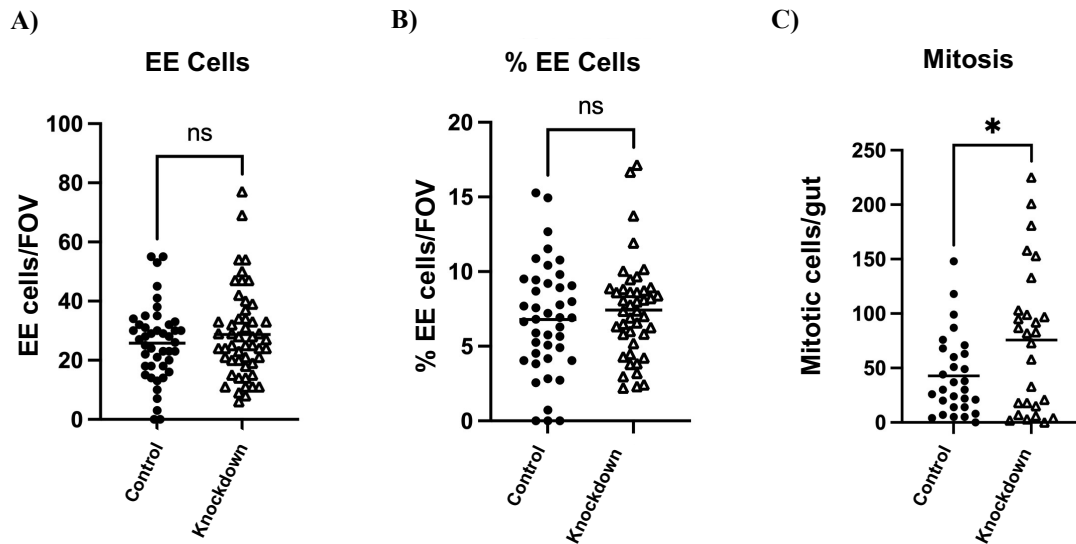 A)
EE Cells
ns
EE cells/FOV
100
80
60
40
20
0
Control
Knockdown
B)
% EE Cells
ns
% EE cells/FOV
20
15
10
5
0
Control
Knockdown
C)
Mitosis
*
Mitotic cells/gut
250
200
150
100
50
0
Control
Knockdown